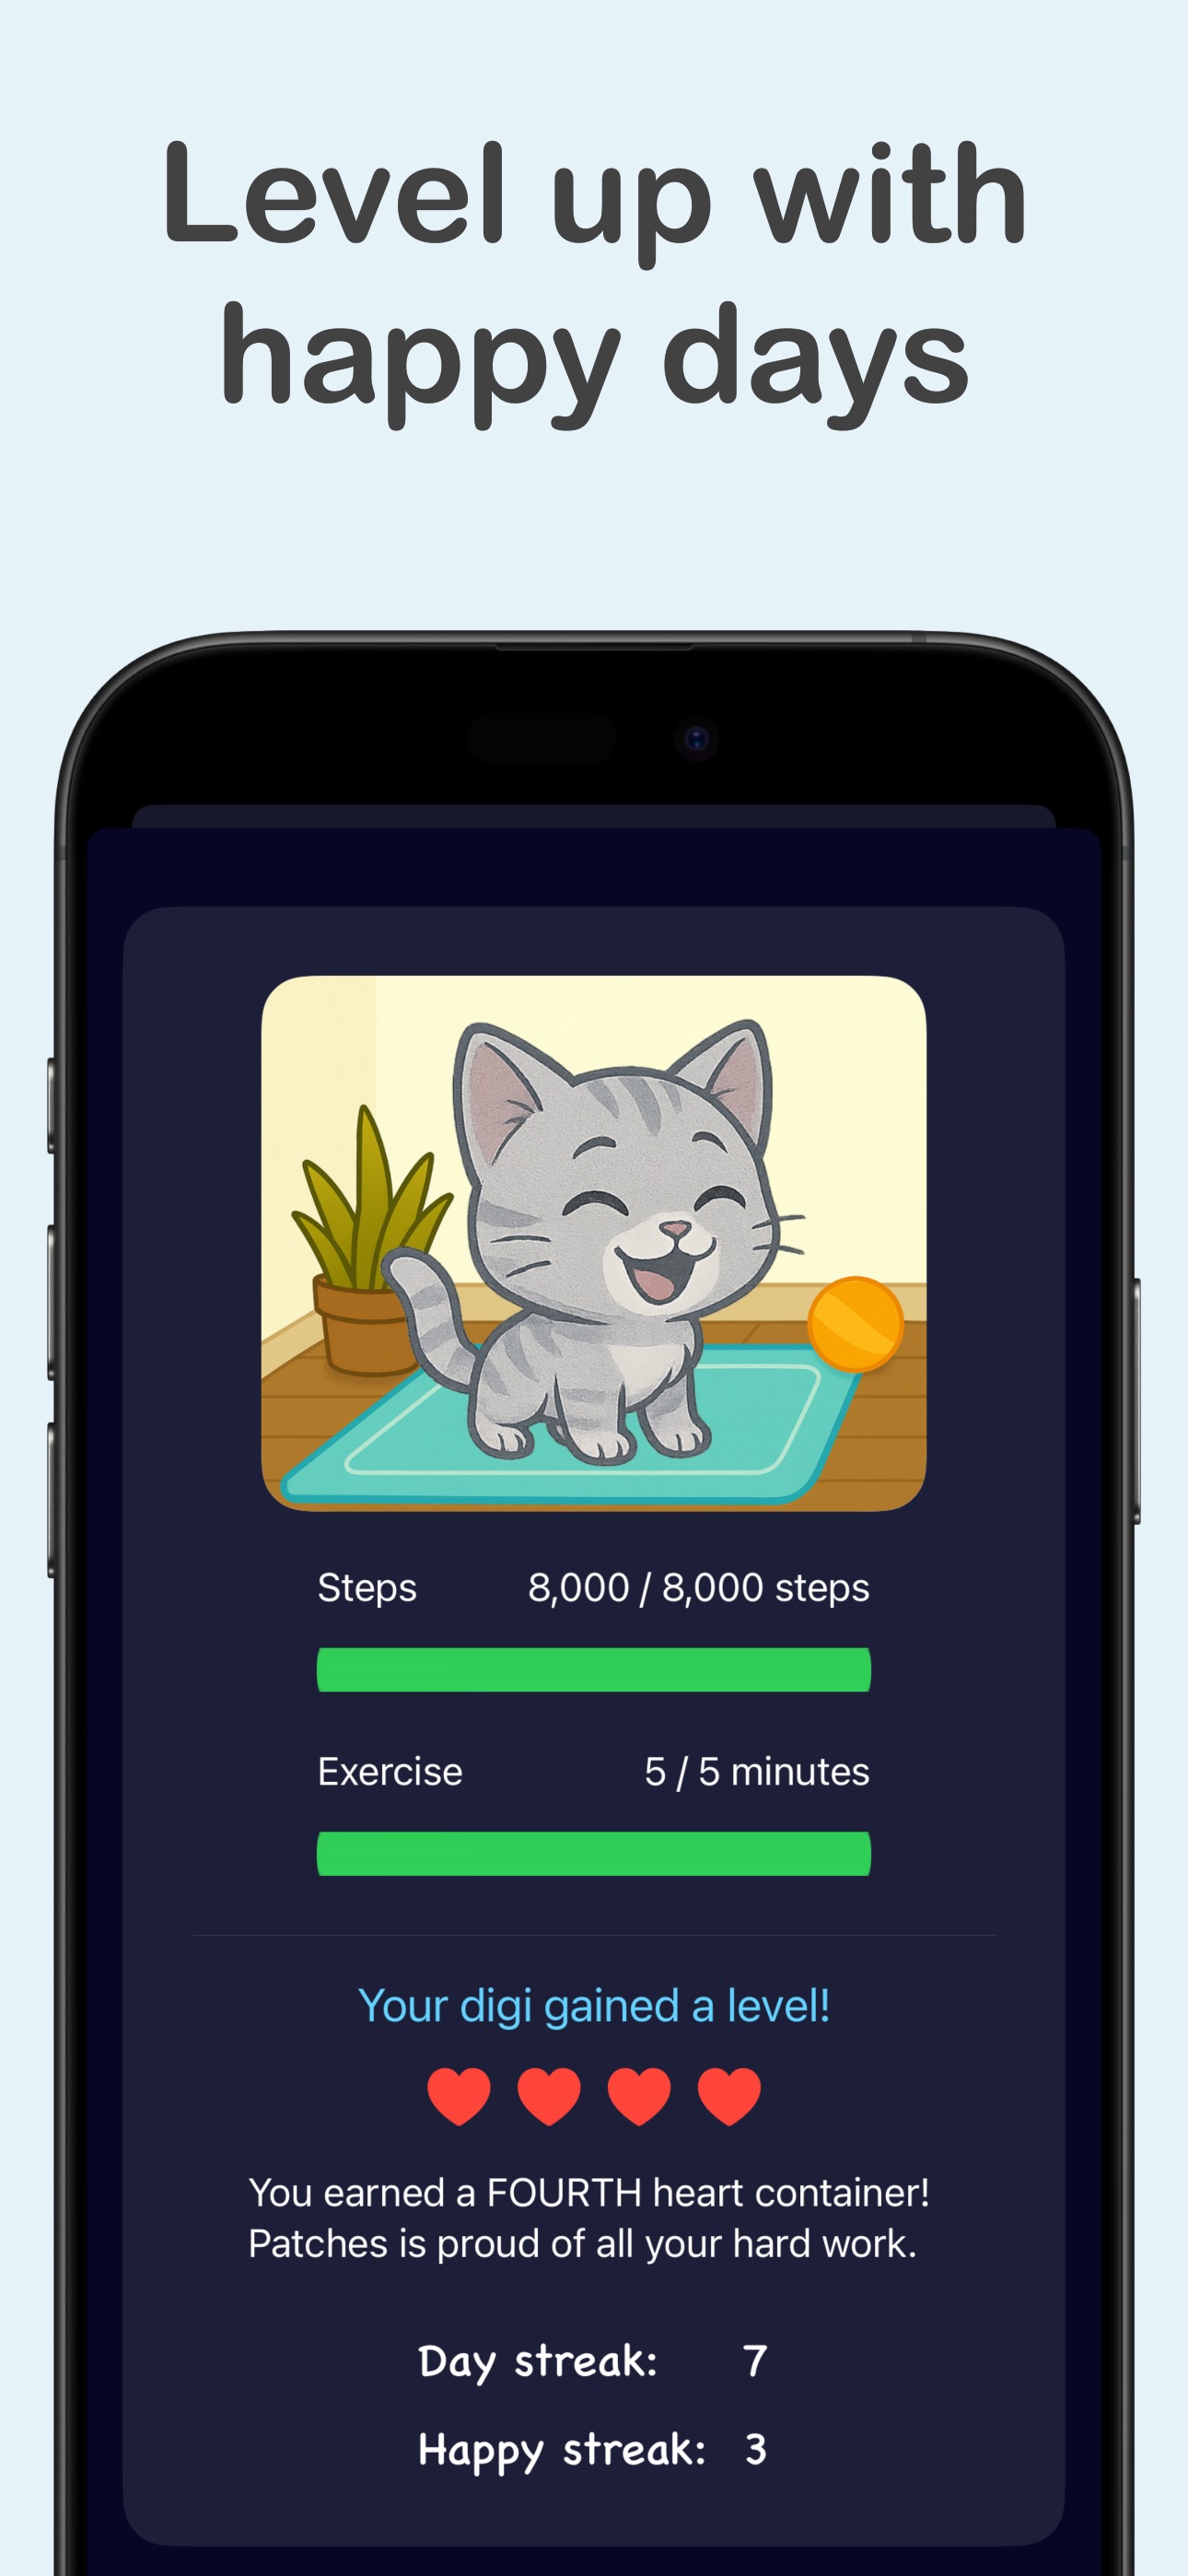 Level up with
happy days
Steps 8,000 / 8,000 steps
Exercise 5 / 5 minutes
Your digi gained a level!
You earned a FOURTH heart container!
Patches is proud of all your hard work.
Day streak: 7
Happy streak: 3